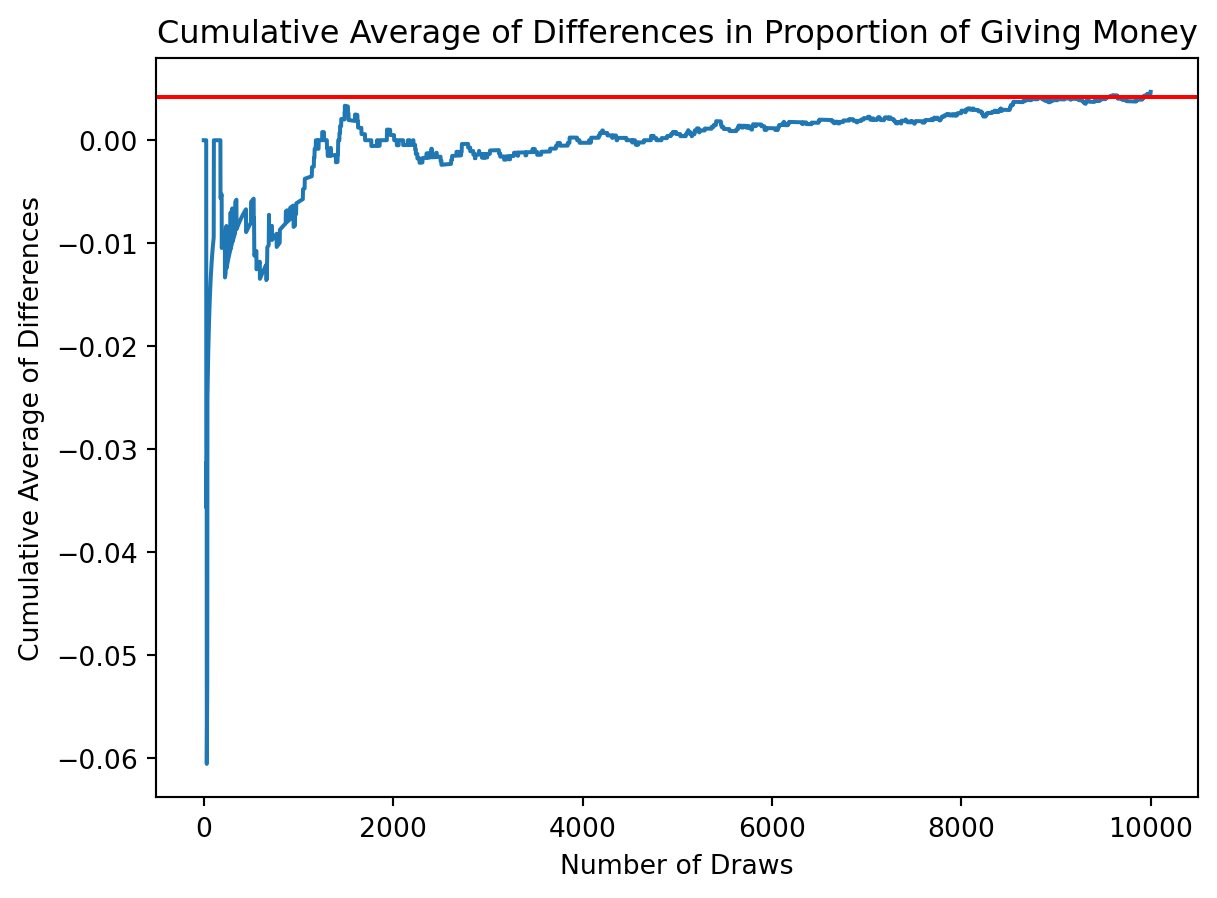 Cumulative Average of Differences in Proportion of Giving Money
Cumulative Average of Differences
0.00
−0.01
−0.02
−0.03
−0.04
−0.05
−0.06
0 2000 4000 6000 8000 10000
Number of Draws